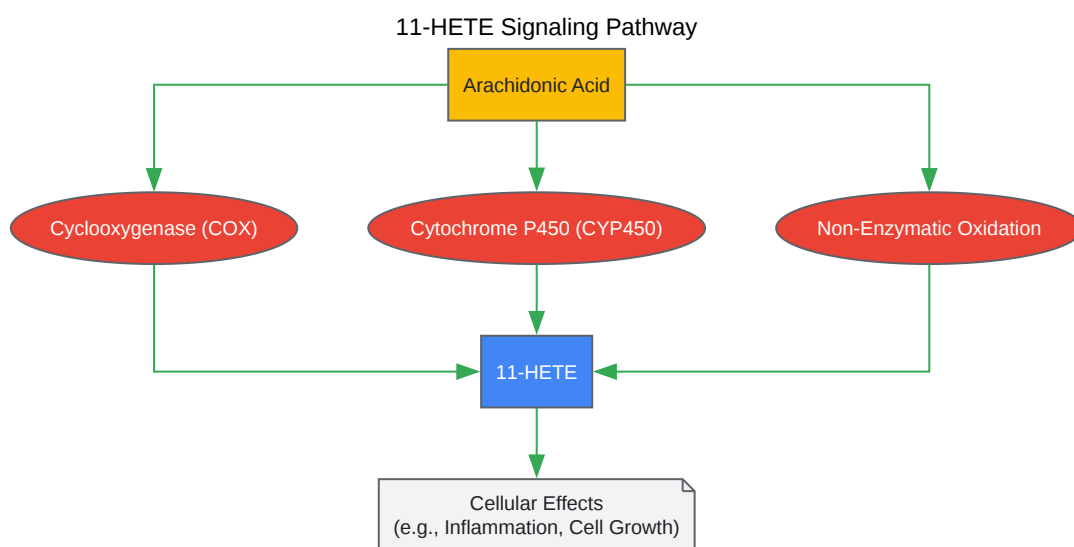 11-HETE Signaling Pathway
Arachidonic Acid
Cyclooxygenase (COX)
Cytochrome P450 (CYP450)
Non-Enzymatic Oxidation
11-HETE
Cellular Effects
(e.g., Inflammation, Cell Growth)